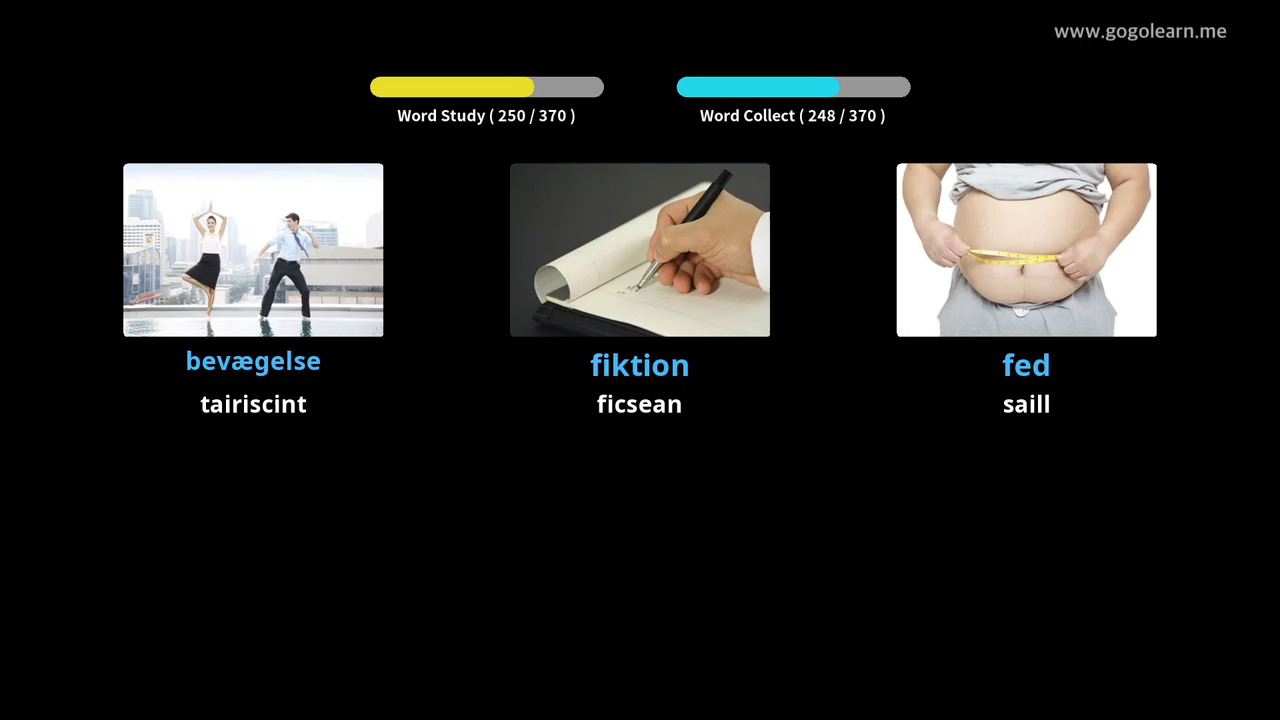 www.gogolearn.me
Word Study ( 250 / 370 )
Word Collect ( 248 / 370 )
bevægelse
tairiscint
fiktion
ficsean
fed
saill